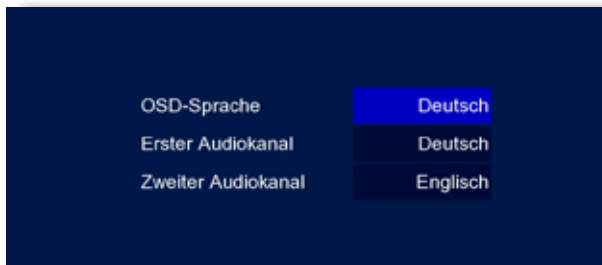 OSD-Sprache Deutsch
Erster Audiokanal Deutsch
Zweiter Audiokanal Englisch